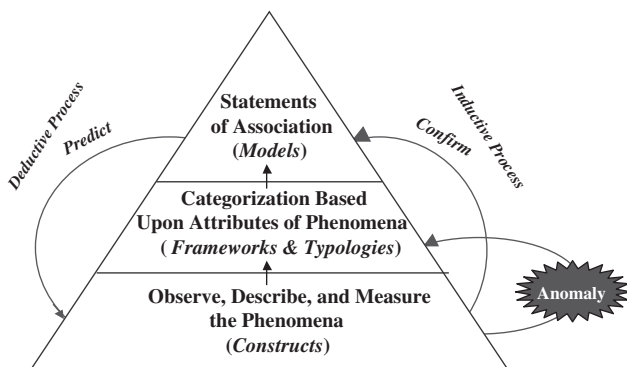 Statements
of Association
(Models)
Categorization Based
Upon Attributes of Phenomena
( Frameworks & Typologies)
Observe, Describe, and Measure
the Phenomena
(Constructs)
Deductive Process
Predict
Inductive Process
Confirm
Anomaly